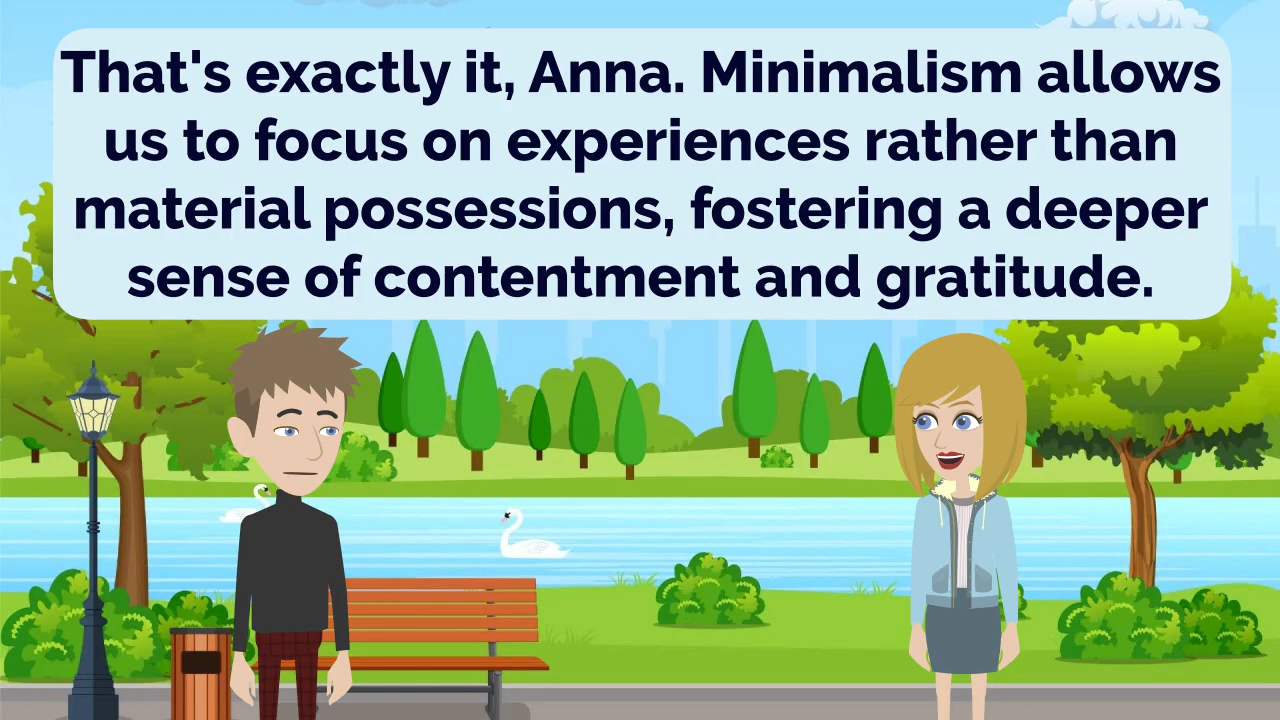 That's exactly it, Anna. Minimalism allows
us to focus on experiences rather than
material possessions, fostering a deeper
sense of contentment and gratitude.